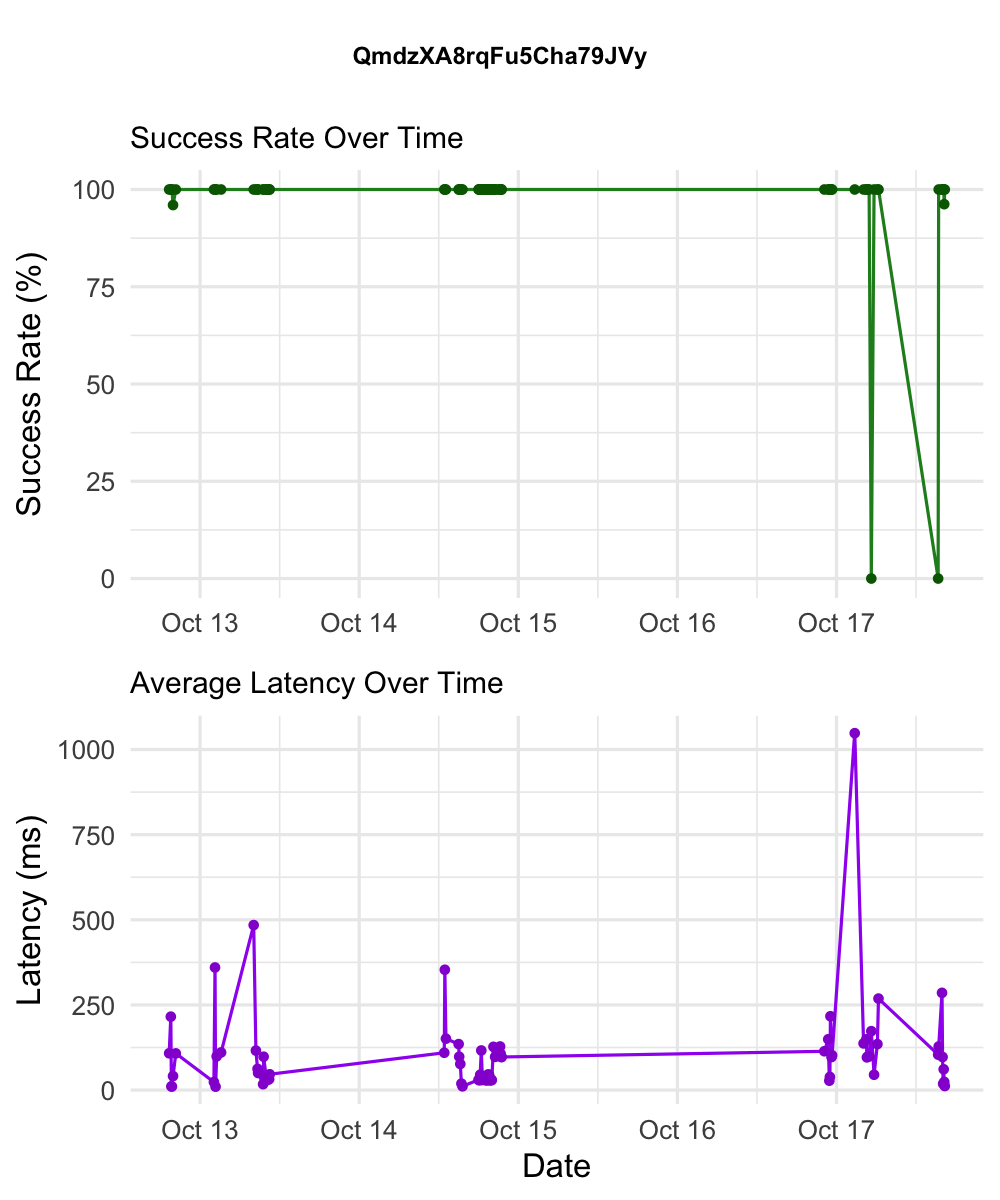 QmdzXA8rqFu5Cha79JVy
Success Rate Over Time
100
75
50
25
0
Success Rate (%)
Oct 13 Oct 14 Oct 15 Oct 16 Oct 17
Average Latency Over Time
1000
750
500
250
0
Latency (ms)
Oct 13 Oct 14 Oct 15 Oct 16 Oct 17
Date